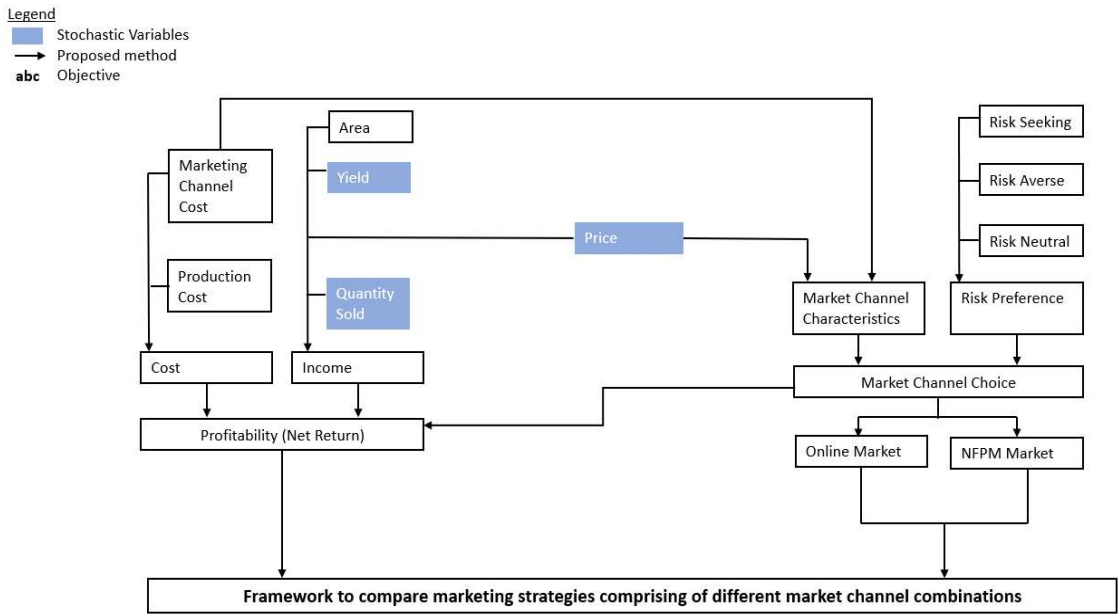 Legend
Stochastic Variables
Proposed method
abc Objective
Area
Risk Seeking
Marketing
Channel
Cost
Yield
Risk Averse
Price
Risk Neutral
Production
Cost
Quantity
Sold
Market Channel
Characteristics
Risk Preference
Cost
Income
Market Channel Choice
Profitability (Net Return)
Online Market
NFPM Market
Framework to compare marketing strategies comprising of different market channel combinations